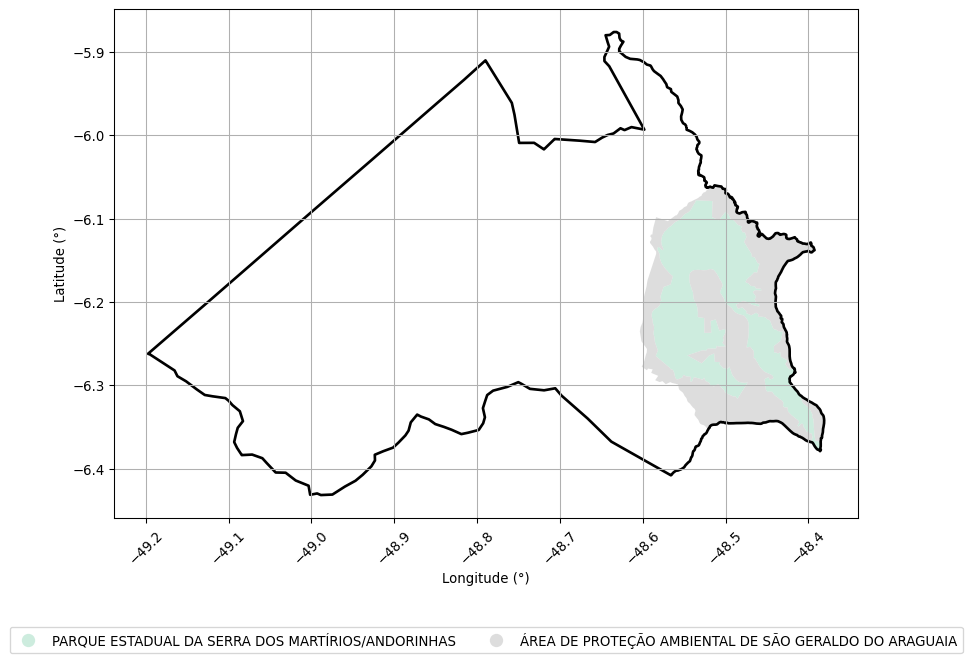 −5.9
−6.0
−6.1
−6.2
−6.3
−6.4
Latitude (°)
−49.2 −49.1 −49.0 −48.9 −48.8 −48.7 −48.6 −48.5 −48.4
Longitude (°)
PARQUE ESTADUAL DA SERRA DOS MARTÍRIOS/ANDORINHAS ÁREA DE PROTEÇÃO AMBIENTAL DE SÃO GERALDO DO ARAGUAIA